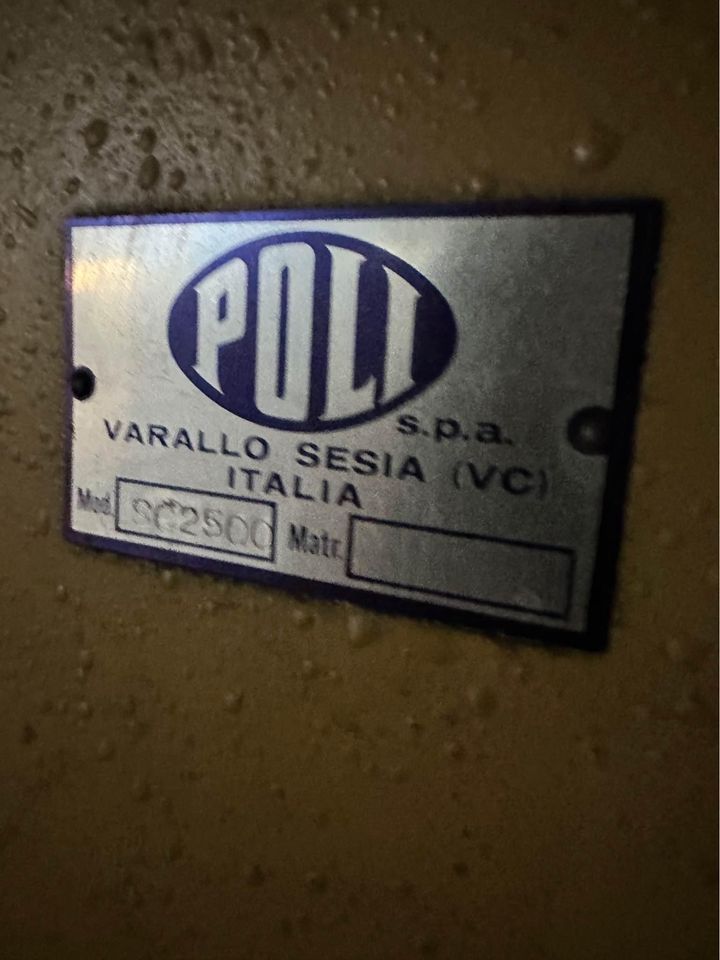 POLI
s.p.a.
VARALLO SESIA (VC)
ITALIA
Mod. SC2500 Matr.